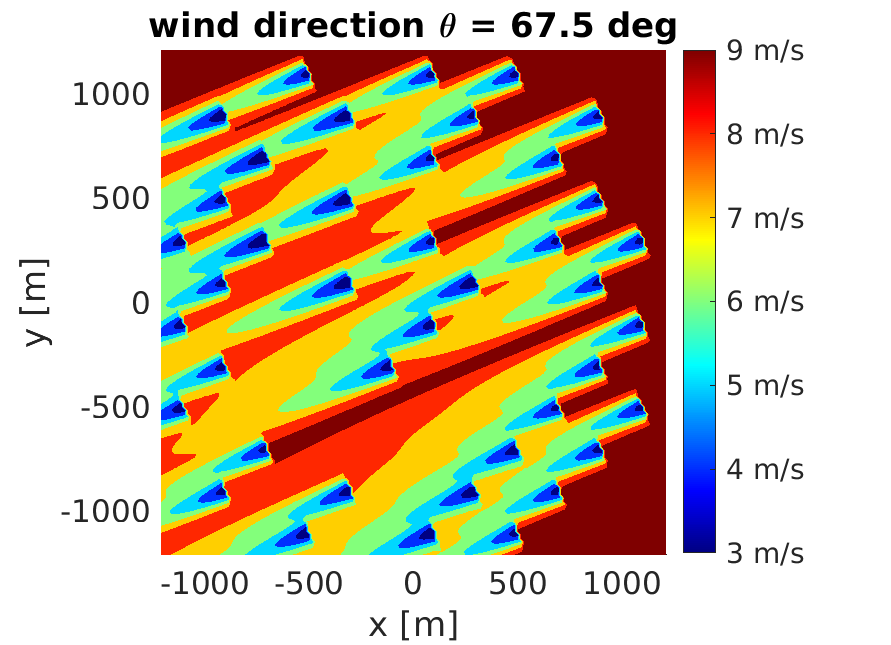 wind direction θ = 67.5 deg
9 m/s
8 m/s
7 m/s
6 m/s
5 m/s
4 m/s
3 m/s
y [m]
1000
500
0
-500
-1000
-1000 -500 0 500 1000
x [m]